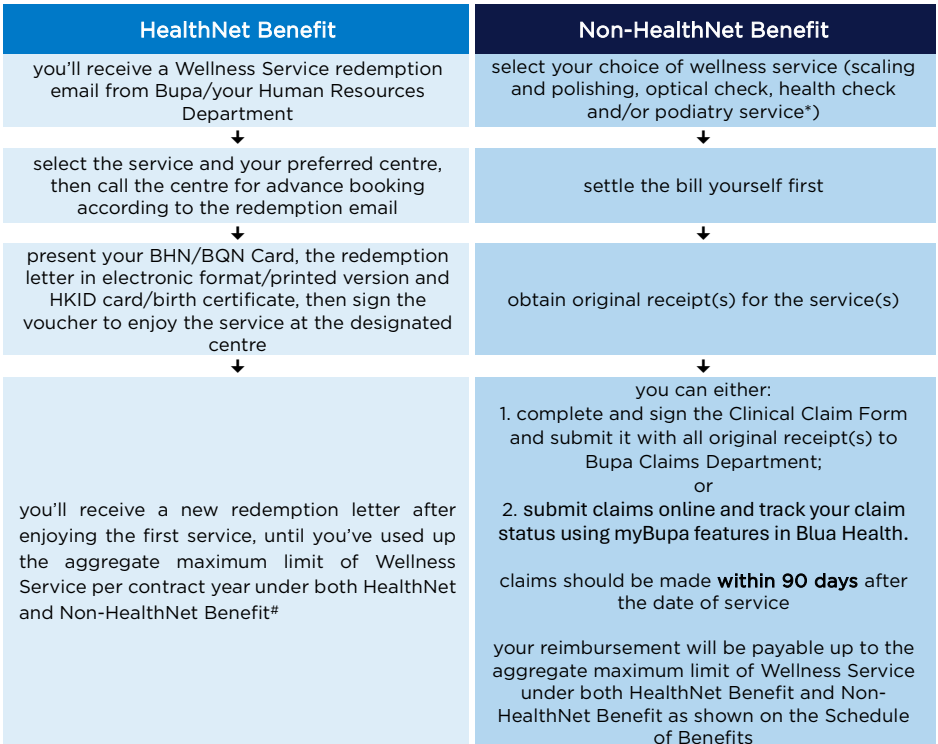 HealthNet Benefit
you'll receive a Wellness Service redemption
email from Bupa/your Human Resources
Department
select the service and your preferred centre,
then call the centre for advance booking
according to the redemption email
present your BHN/BQN Card, the redemption
letter in electronic format/printed version and
HKID card/birth certificate, then sign the
voucher to enjoy the service at the designated
centre
you'll receive a new redemption letter after
enjoying the first service, until you've used up
the aggregate maximum limit of Wellness
Service per contract year under both HealthNet
and Non-HealthNet Benefit#
Non-HealthNet Benefit
select your choice of wellness service (scaling
and polishing, optical check, health check
and/or podiatry service*)
settle the bill yourself first
obtain original receipt(s) for the service(s)
you can either:
1. complete and sign the Clinical Claim Form
and submit it with all original receipt(s) to
Bupa Claims Department;
or
2. submit claims online and track your claim
status using myBupa features in Blua Health.
claims should be made within 90 days after
the date of service
your reimbursement will be payable up to the
aggregate maximum limit of Wellness Service
under both HealthNet Benefit and Non-
HealthNet Benefit as shown on the Schedule
of Benefits